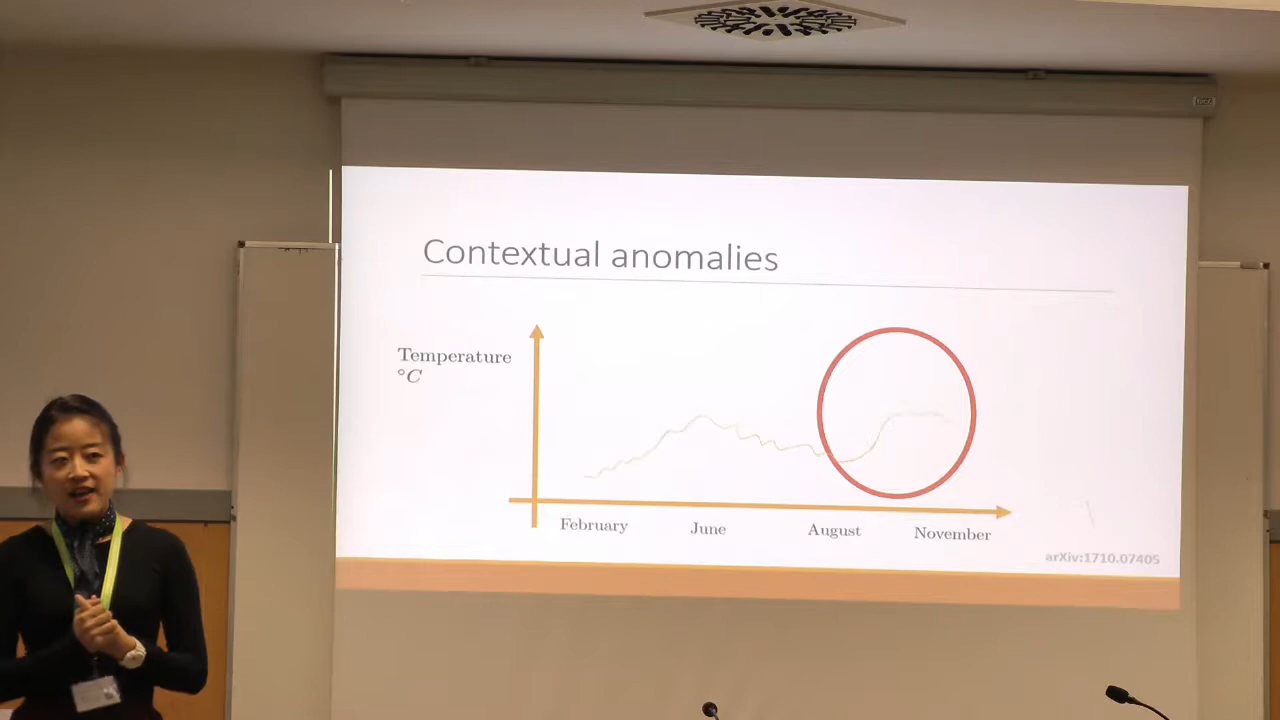 Contextual anomalies
Temperature
°C
February June August November
arXiv:1710.07405